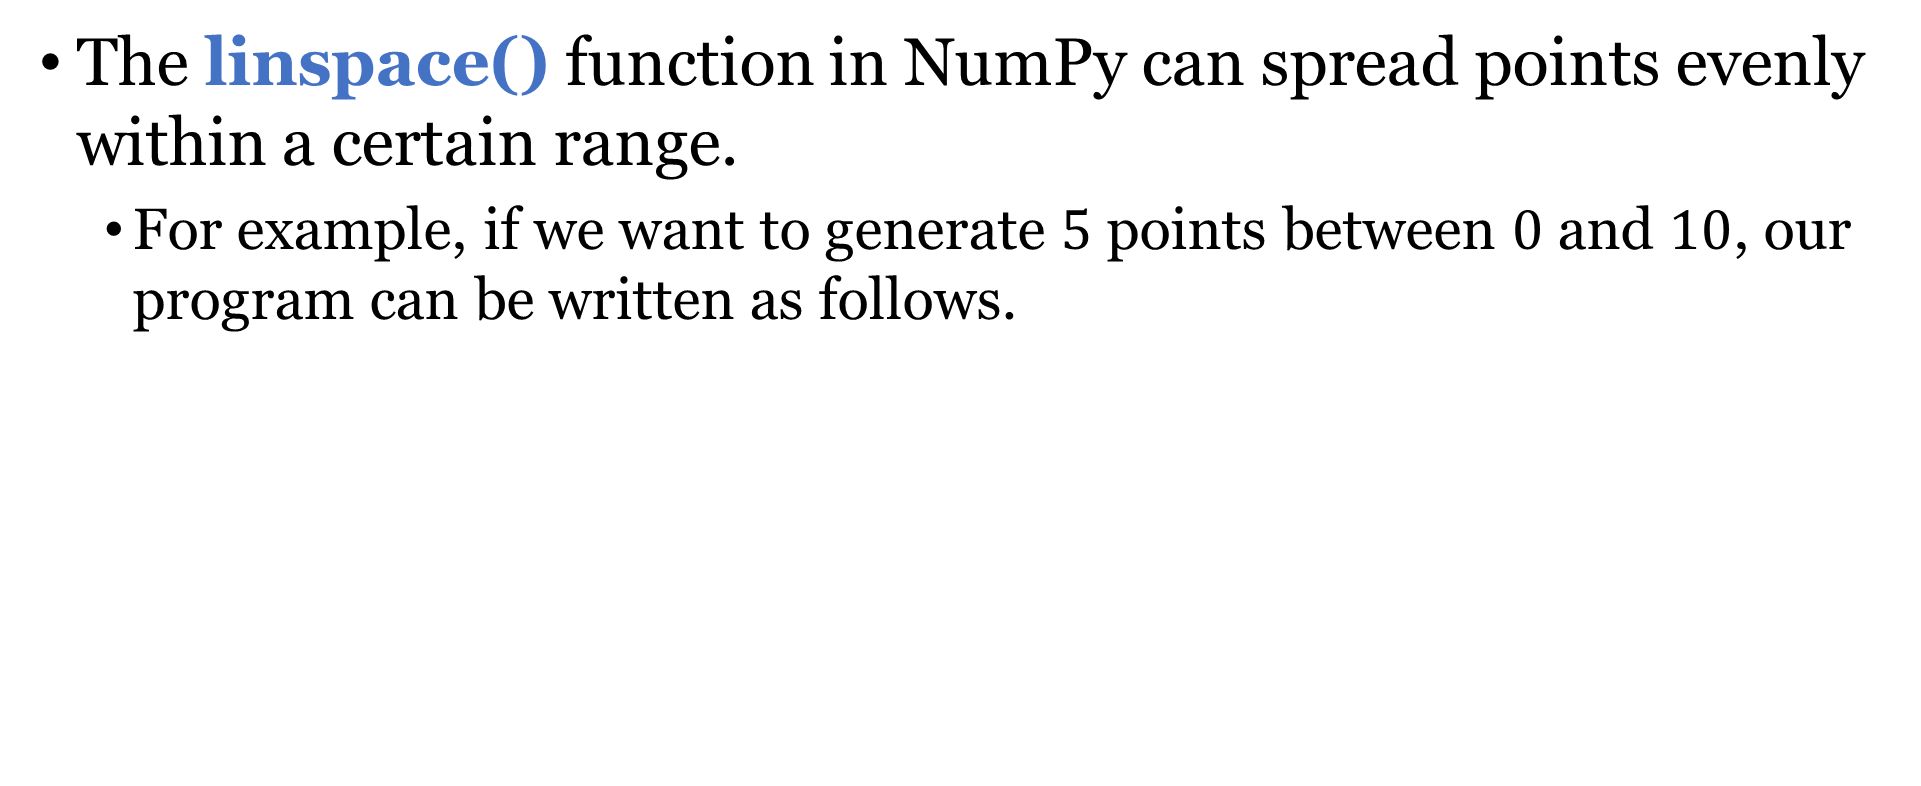 • The linspace() function in NumPy can spread points evenly
within a certain range.
• For example, if we want to generate 5 points between 0 and 10, our
program can be written as follows.